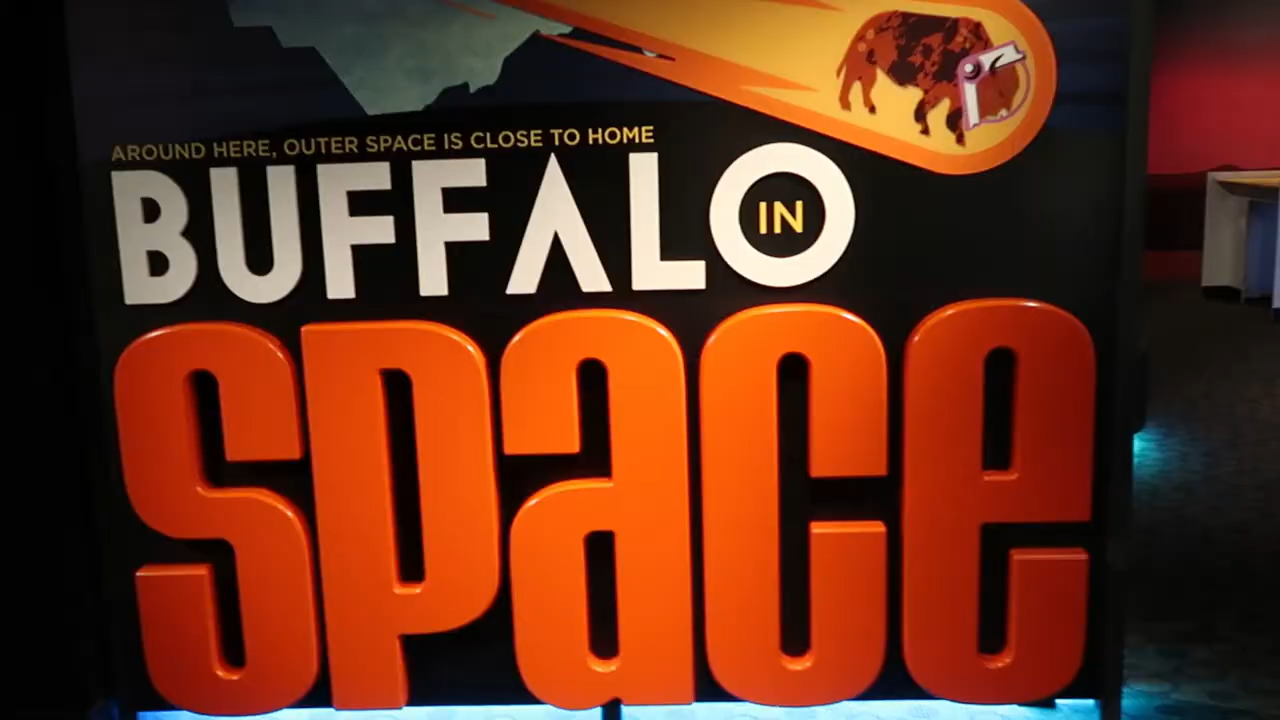 AROUND HERE, OUTER SPACE IS CLOSE TO HOME
BUFFALO
IN
space